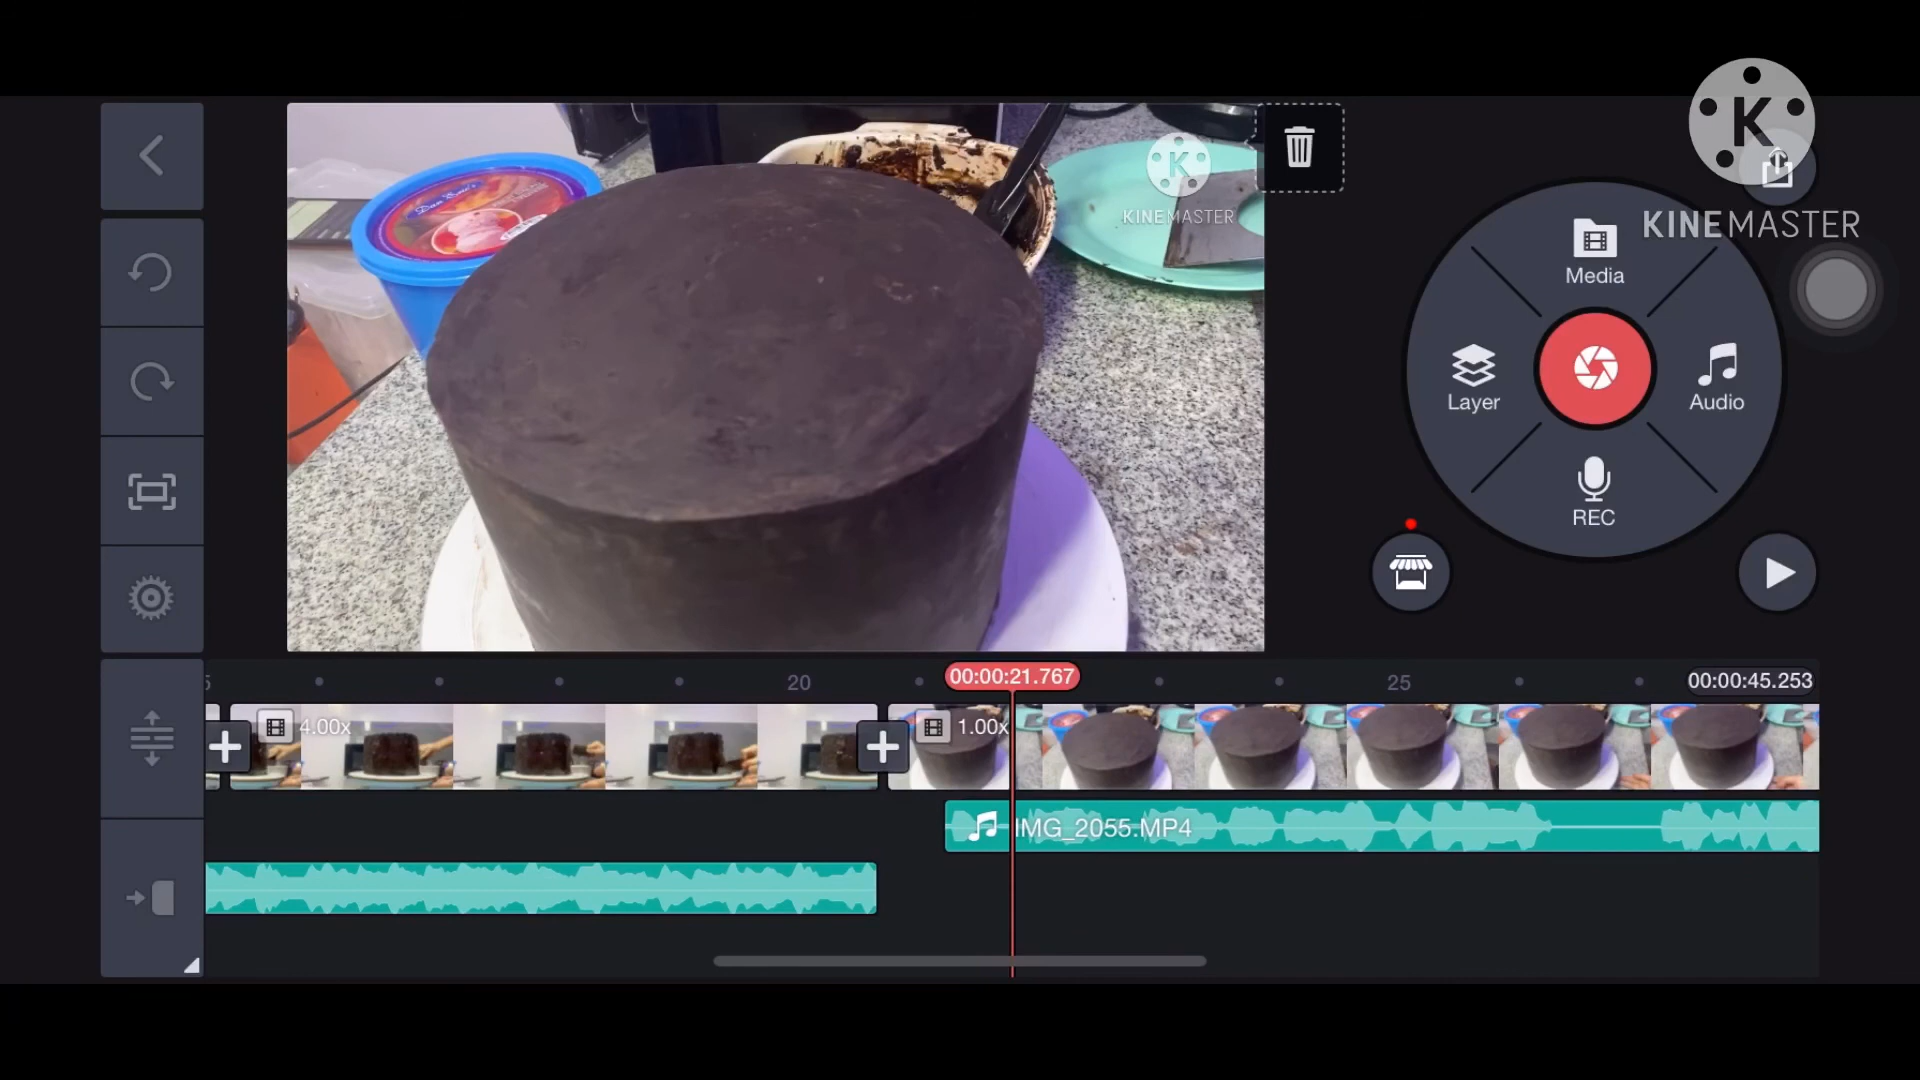 KINEMASTER
KINEMASTER
Media
Layer
Audio
REC
20
00:00:21.767
25
00:00:45.253
4.00x
1.00x
IMG_2055.MP4